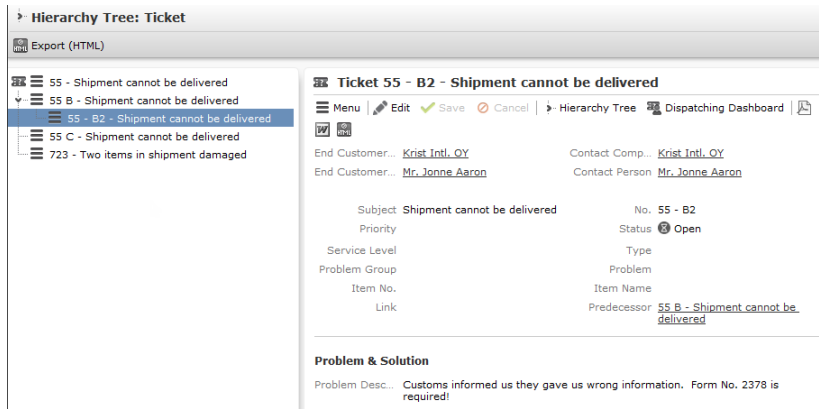 Hierarchy Tree: Ticket
Export (HTML)
55 - Shipment cannot be delivered
55 B - Shipment cannot be delivered
55 - B2 - Shipment cannot be delivered
55 C - Shipment cannot be delivered
723 - Two items in shipment damaged
Ticket 55 - B2 - Shipment cannot be delivered
Menu Edit Save Cancel Hierarchy Tree Dispatching Dashboard
End Customer... Krist Intl. OY Contact Comp... Krist Intl. OY
End Customer... Mr. Jonne Aaron Contact Person Mr. Jonne Aaron
Subject Shipment cannot be delivered No. 55 - B2
Priority Status Open
Service Level Type
Problem Group Problem
Item No. Item Name
Link Predecessor 55 B - Shipment cannot be
delivered
Problem & Solution
Problem Desc... Customs informed us they gave us wrong information. Form No. 2378 is
required!